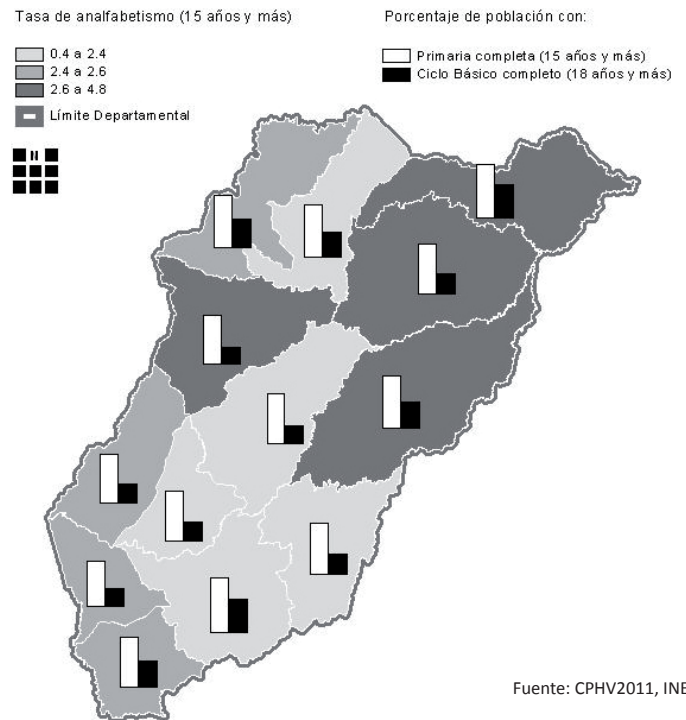 Tasa de analfabetismo (15 años y más)
0.4 a 2.4
2.4 a 2.6
2.6 a 4.8
Límite Departamental
N
Porcentaje de población con:
Primaria completa (15 años y más)
Ciclo Básico completo (18 años y más)
Fuente: CPHV2011, INE